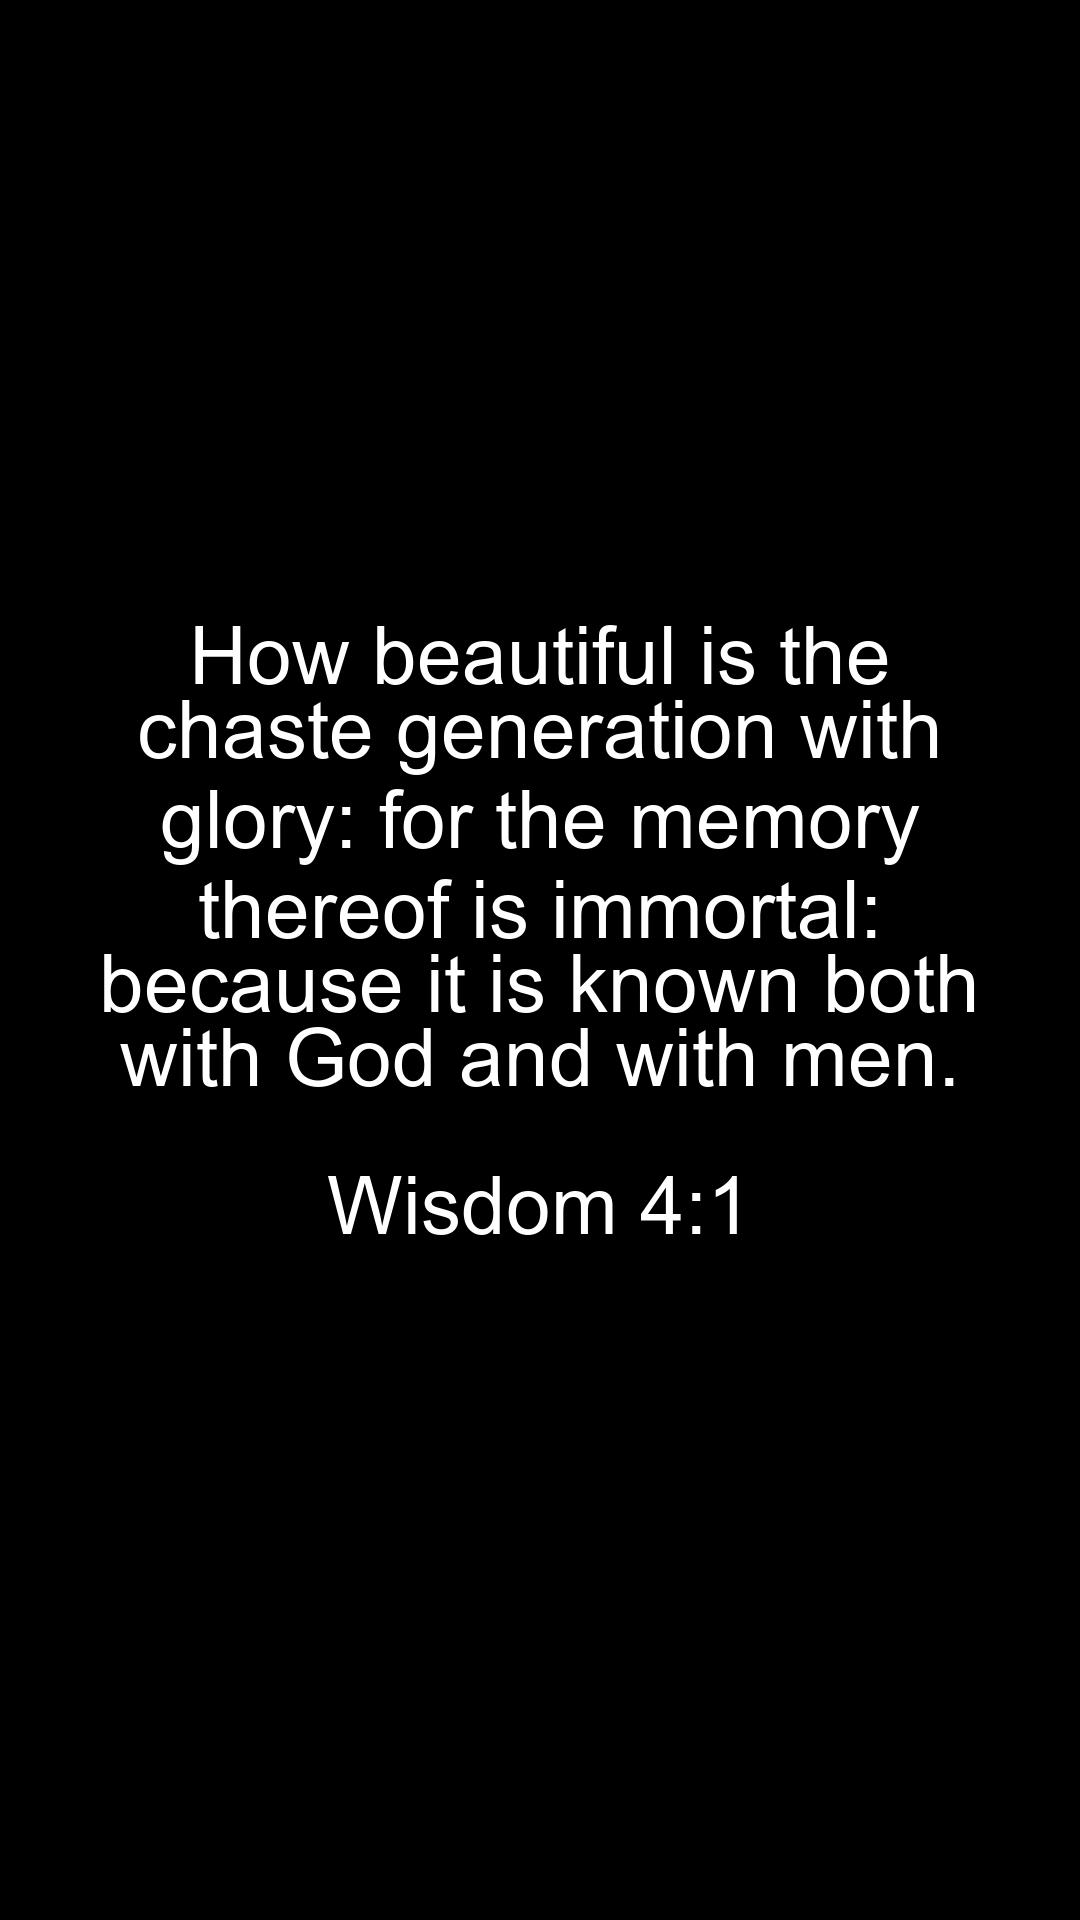 How beautiful is the
chaste generation with
glory: for the memory
thereof is immortal:
because it is known both
with God and with men.
Wisdom 4:1